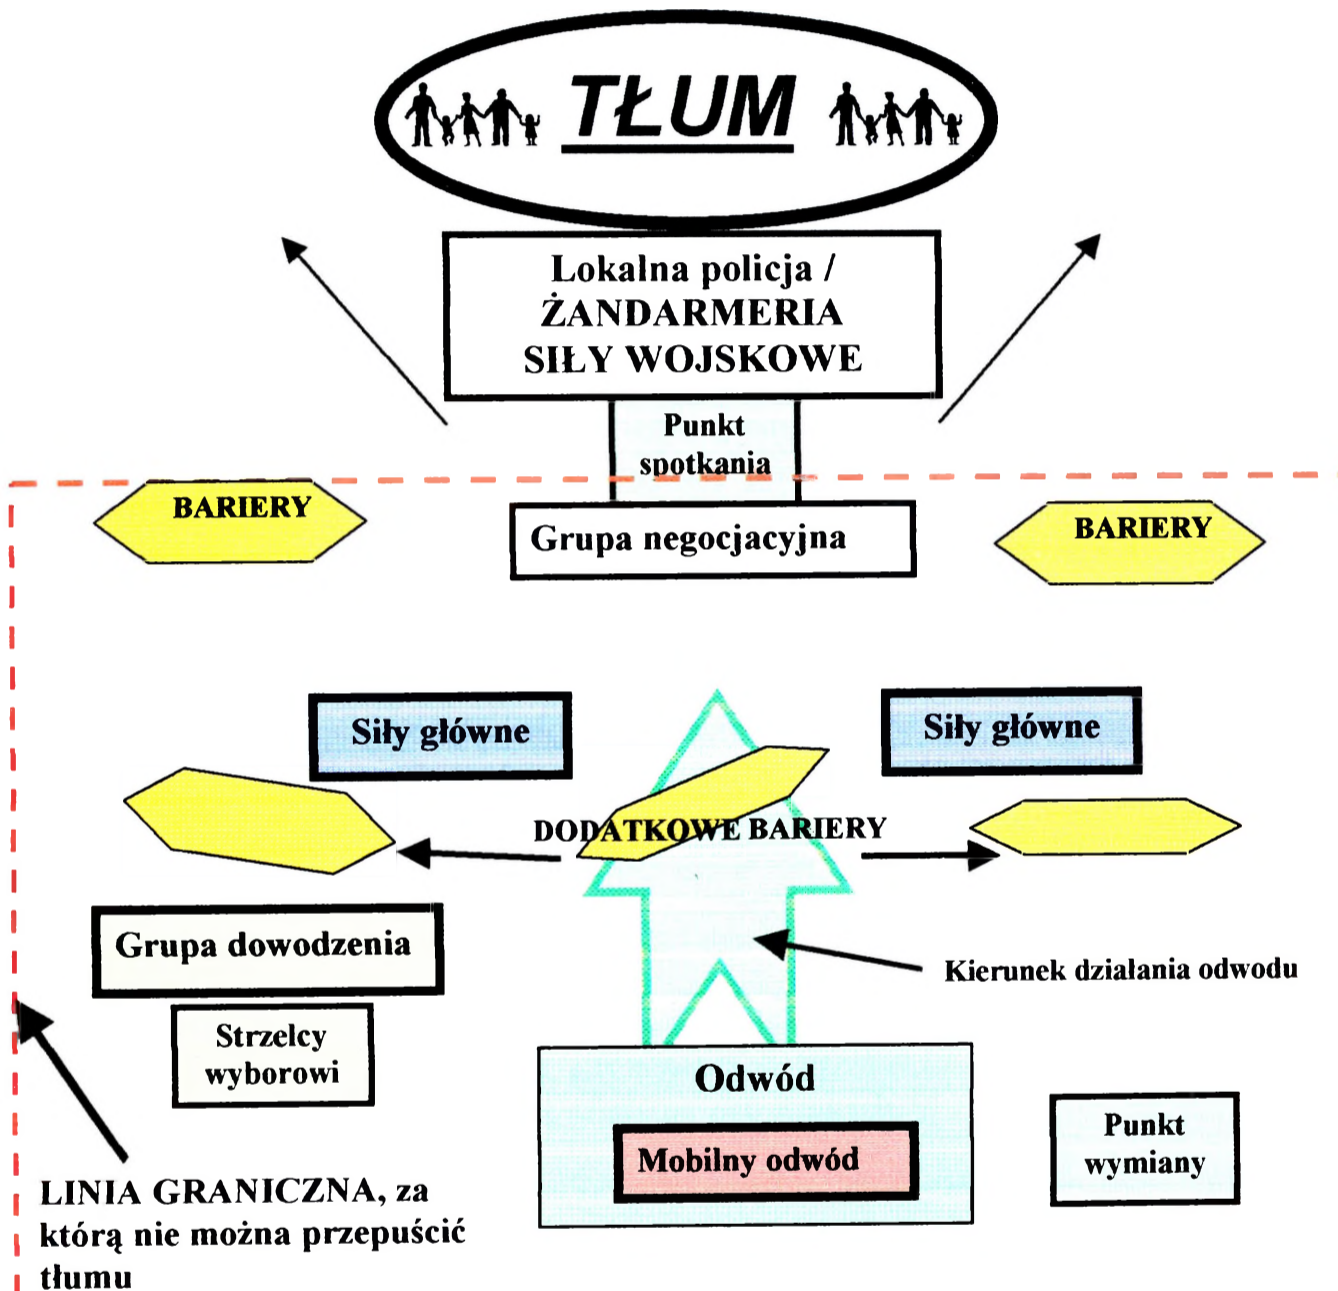 TŁUM
Lokalna policja /
ŻANDARMERIA
SIŁY WOJSKOWE
Punkt
spotkania
BARIERY
Grupa negocjacyjna
BARIERY
Siły główne
Siły główne
DODATKOWE BARIERY
Grupa dowodzenia
Kierunek działania odwodu
Strzelcy
wyborowi
Odwód
Mobilny odwód
Punkt
wymiany
LINIA GRANICZNA, za
którą nie można przepuścić
tłumu